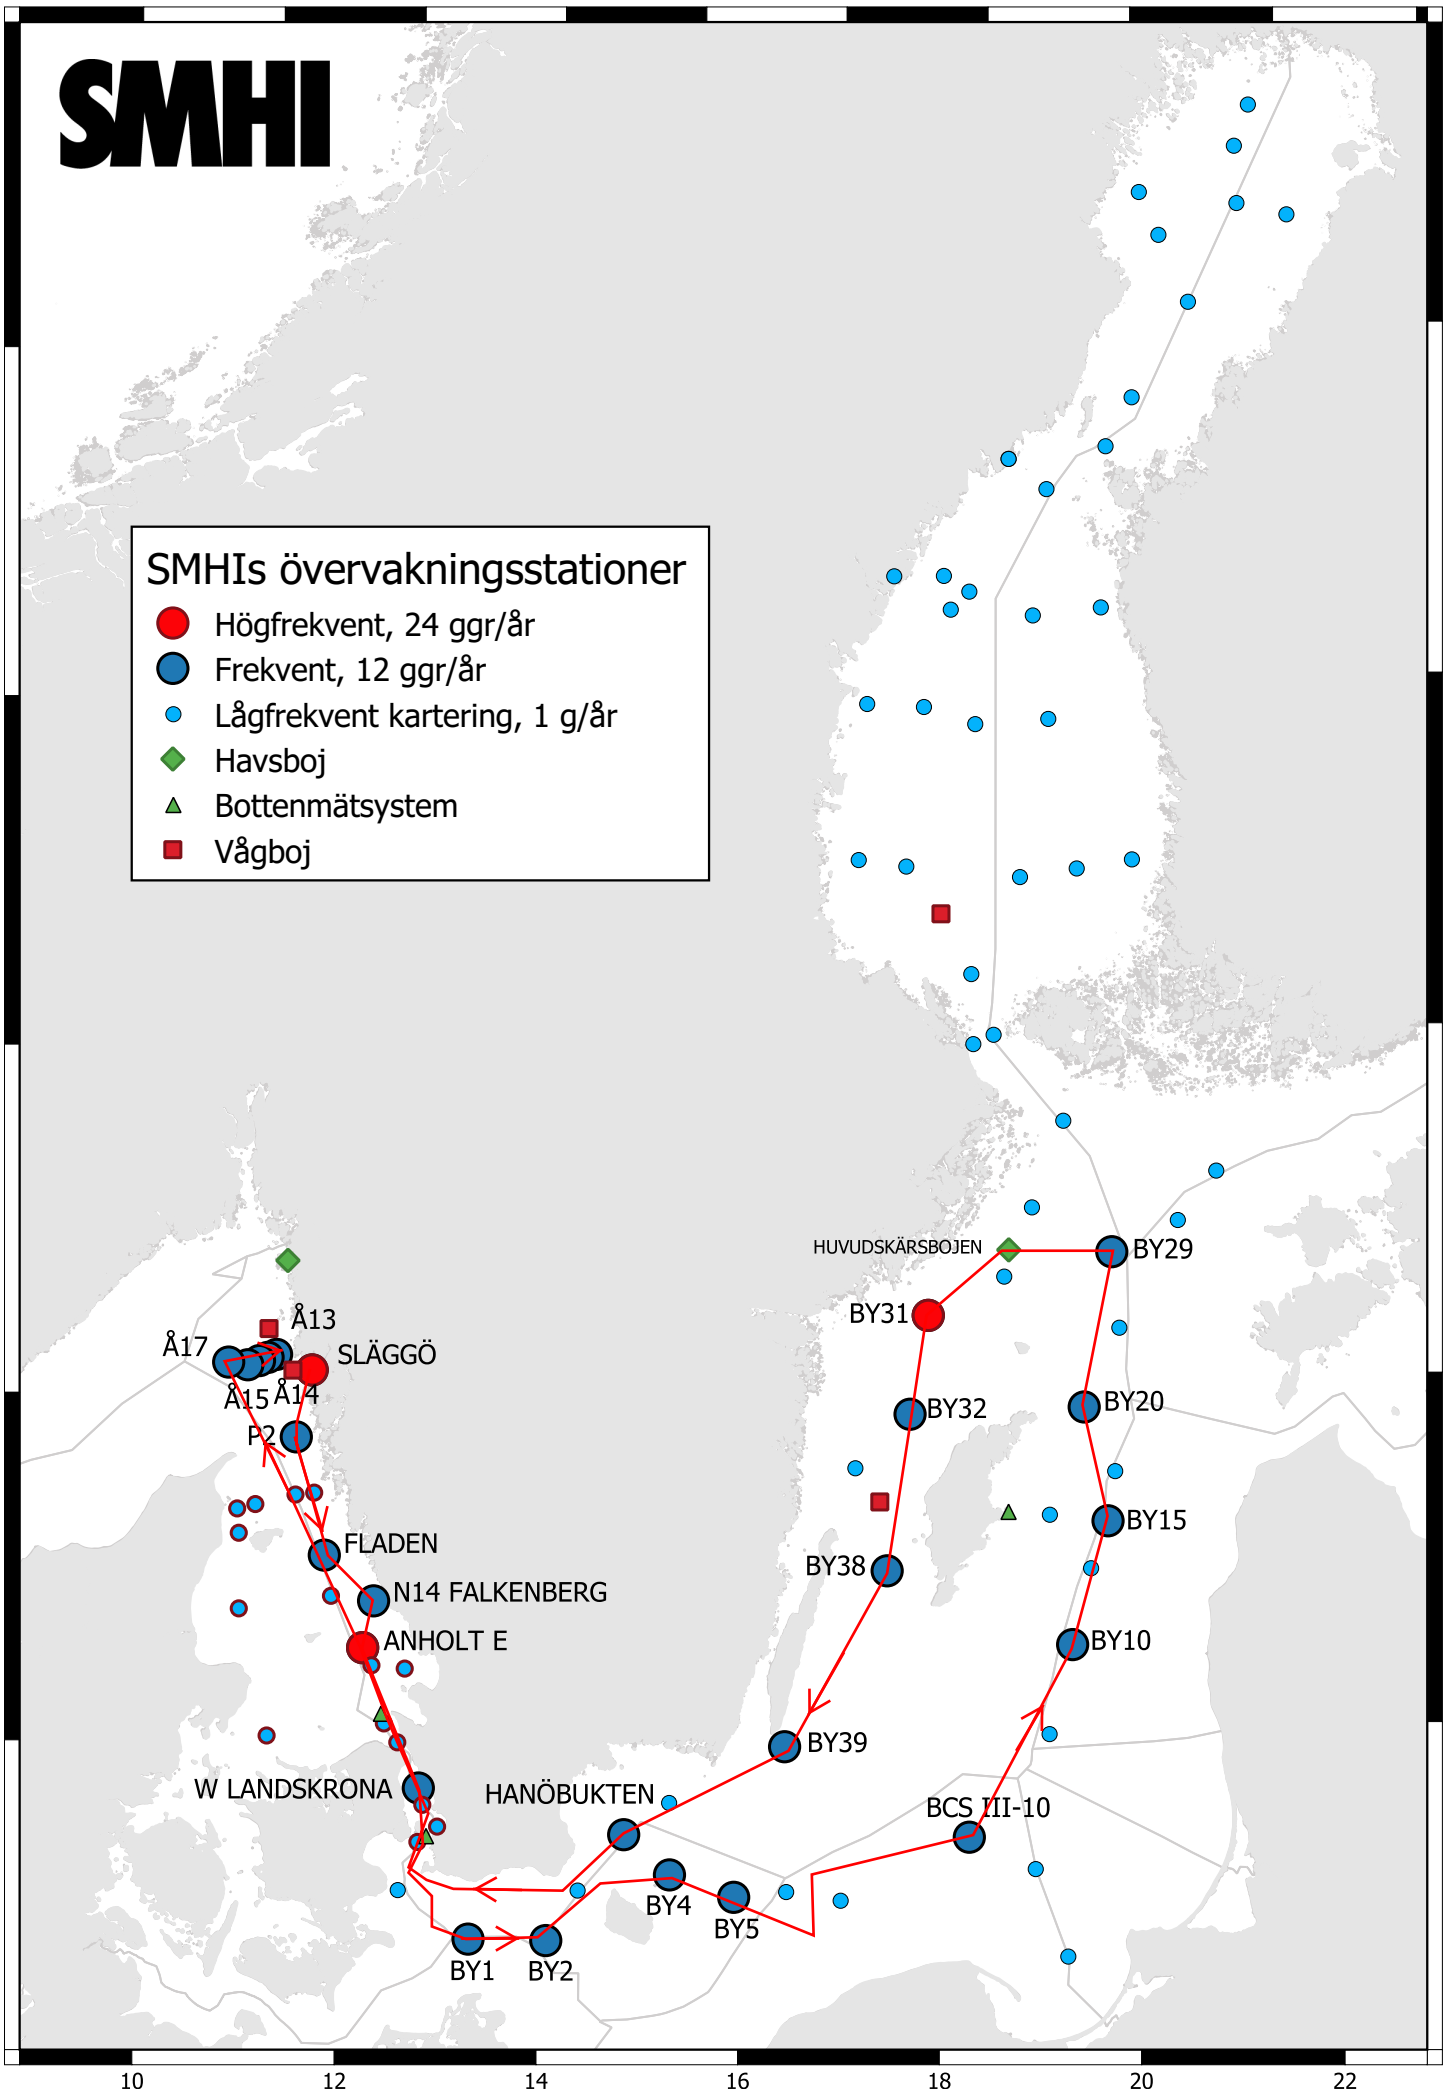 SMHI
SMHIs övervakningsstationer
Högfrekvent, 24 ggr/år
Frekvent, 12 ggr/år
Lågfrekvent kartering, 1 g/år
Havsboj
Bottenmätsystem
Vågboj
HUVUDSKÄRSBOJEN
BY29
BY31
Å13
Å17
SLÄGGÖ
Å15
Å14
BY20
BY32
P2
BY15
FLADEN
BY38
N14 FALKENBERG
ANHOLT E
BY10
BY39
W LANDSKRONA
HANÖBUKTEN
BCS III-10
BY4
BY5
BY1
BY2
10 12 14 16 18 20 22